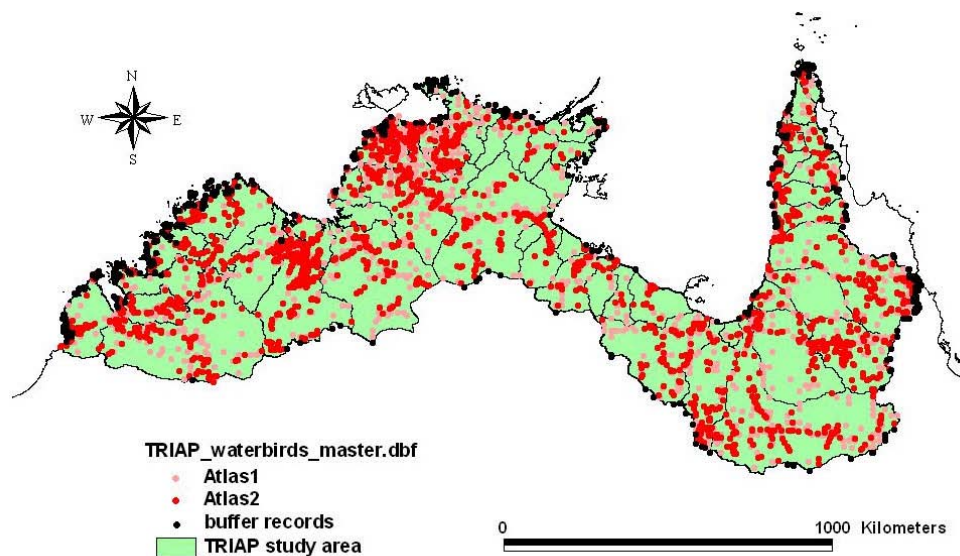 N
W E
S
TRIAP_waterbirds_master.dbf
Atlas1
Atlas2
buffer records
TRIAP study area
0 1000 Kilometers